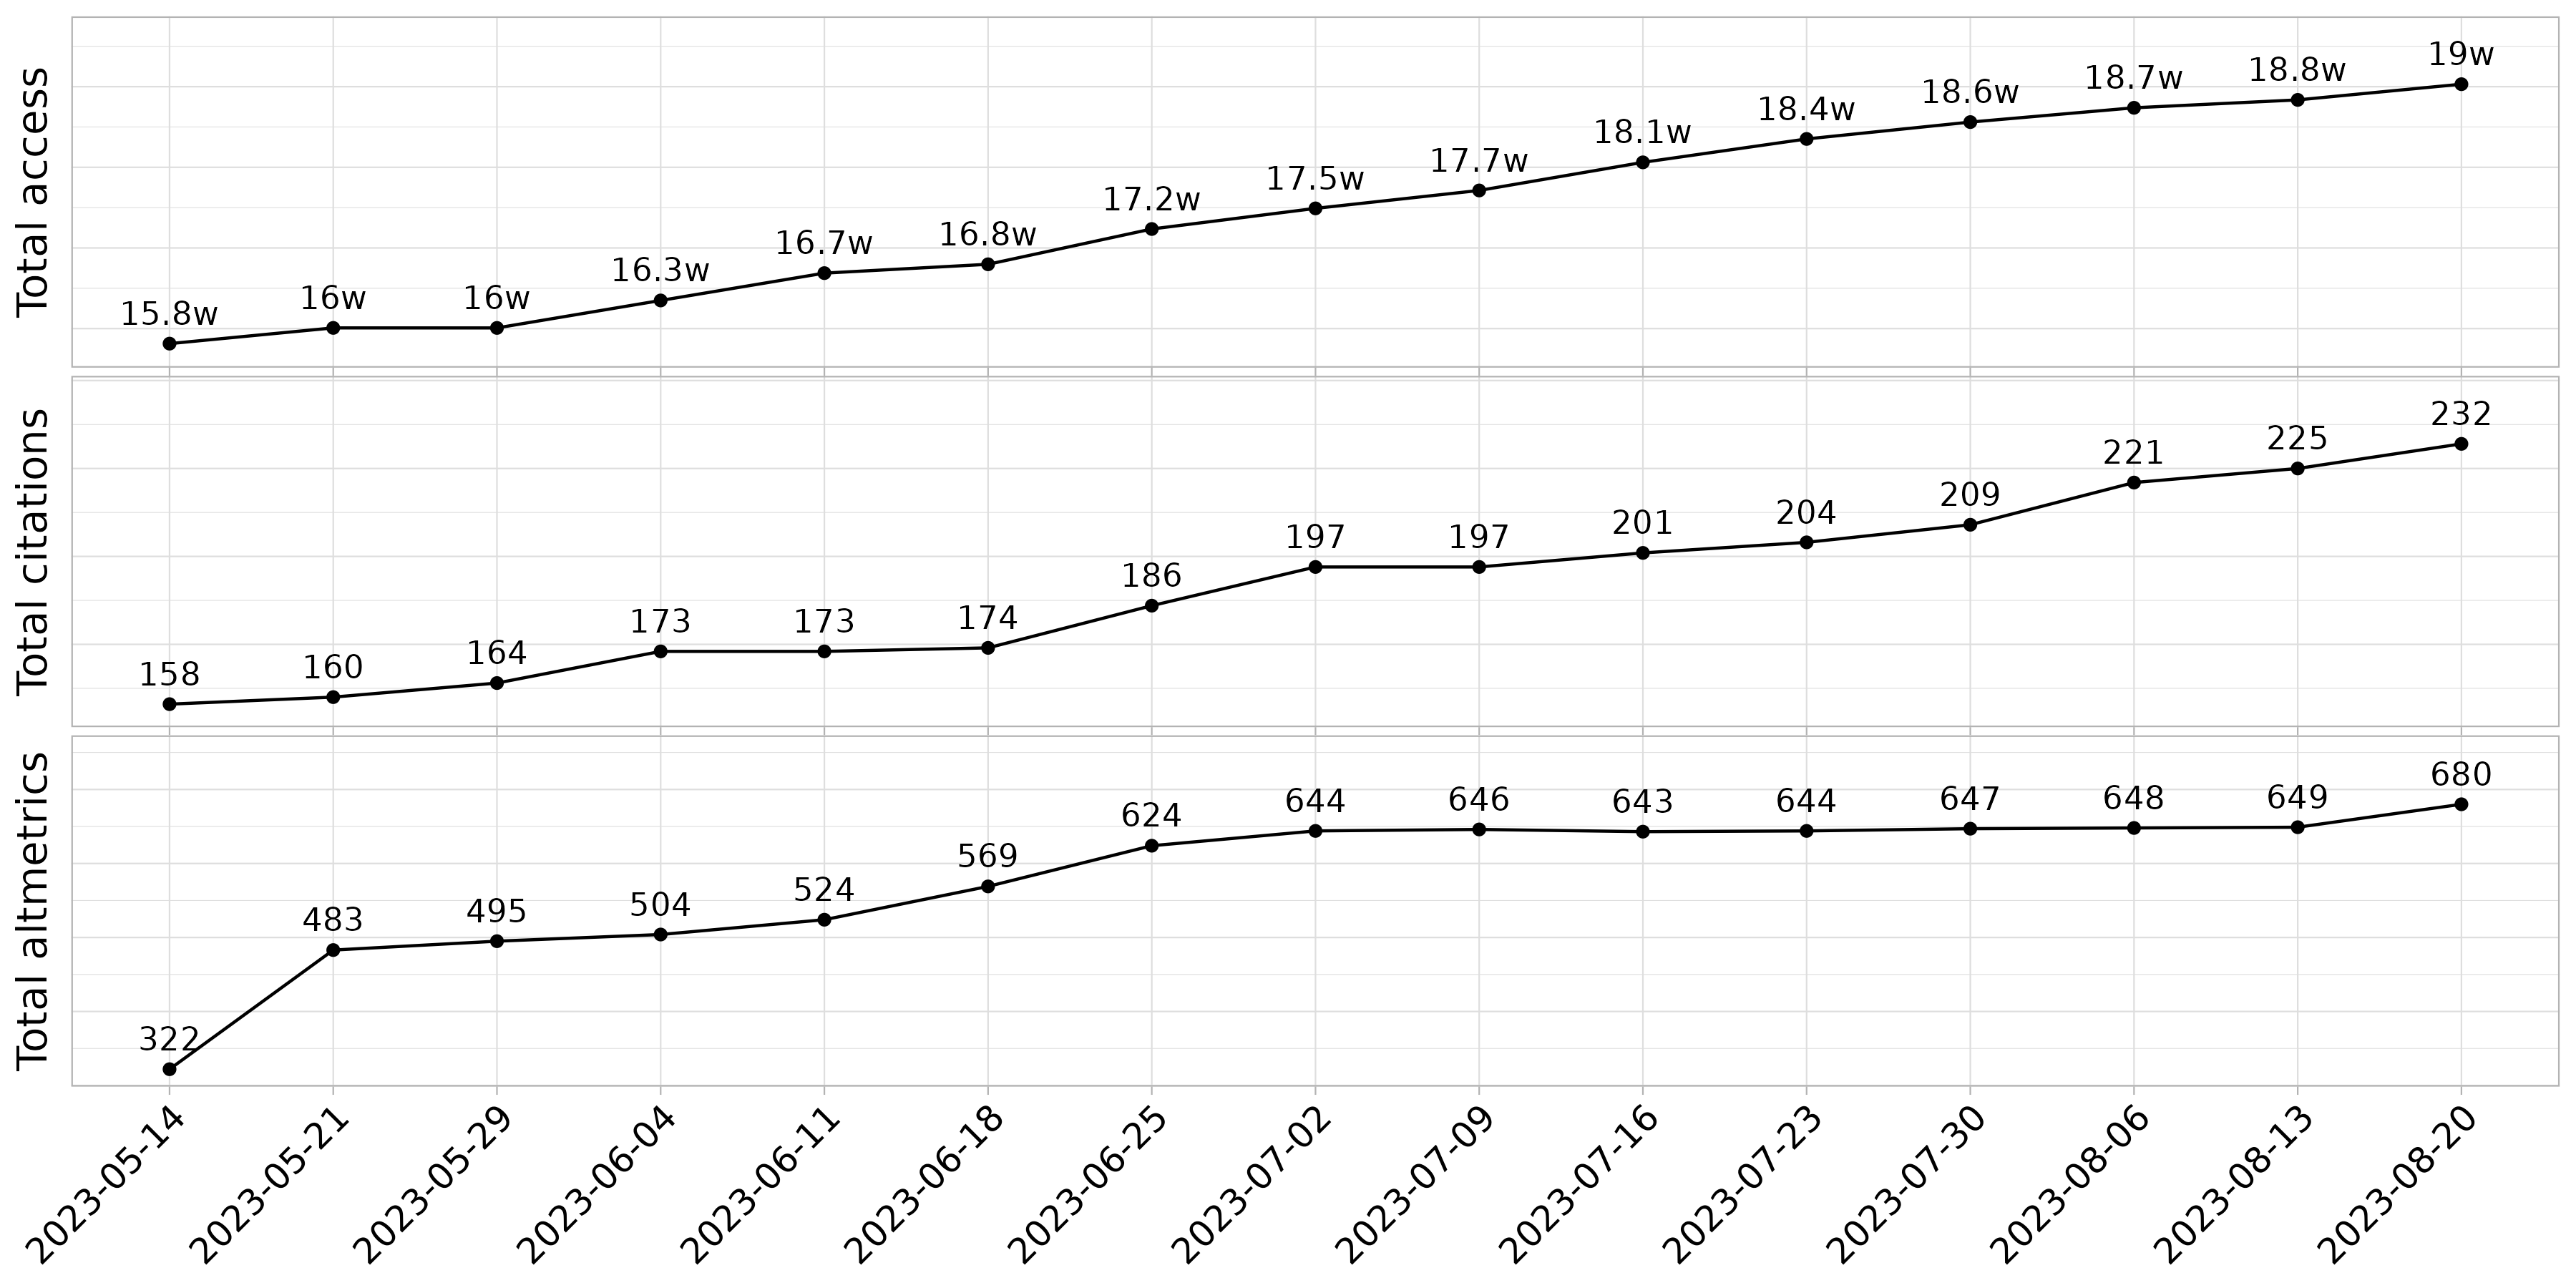 Total access
15.8w 16w 16w 16.3w 16.7w 16.8w 17.2w 17.5w 17.7w 18.1w 18.4w 18.6w 18.7w 18.8w 19w
Total citations
158 160 164 173 173 174 186 197 197 201 204 209 221 225 232
Total altmetrics
322 483 495 504 524 569 624 644 646 643 644 647 648 649 680
2023-05-14 2023-05-21 2023-05-29 2023-06-04 2023-06-11 2023-06-18 2023-06-25 2023-07-02 2023-07-09 2023-07-16 2023-07-23 2023-07-30 2023-08-06 2023-08-13 2023-08-20